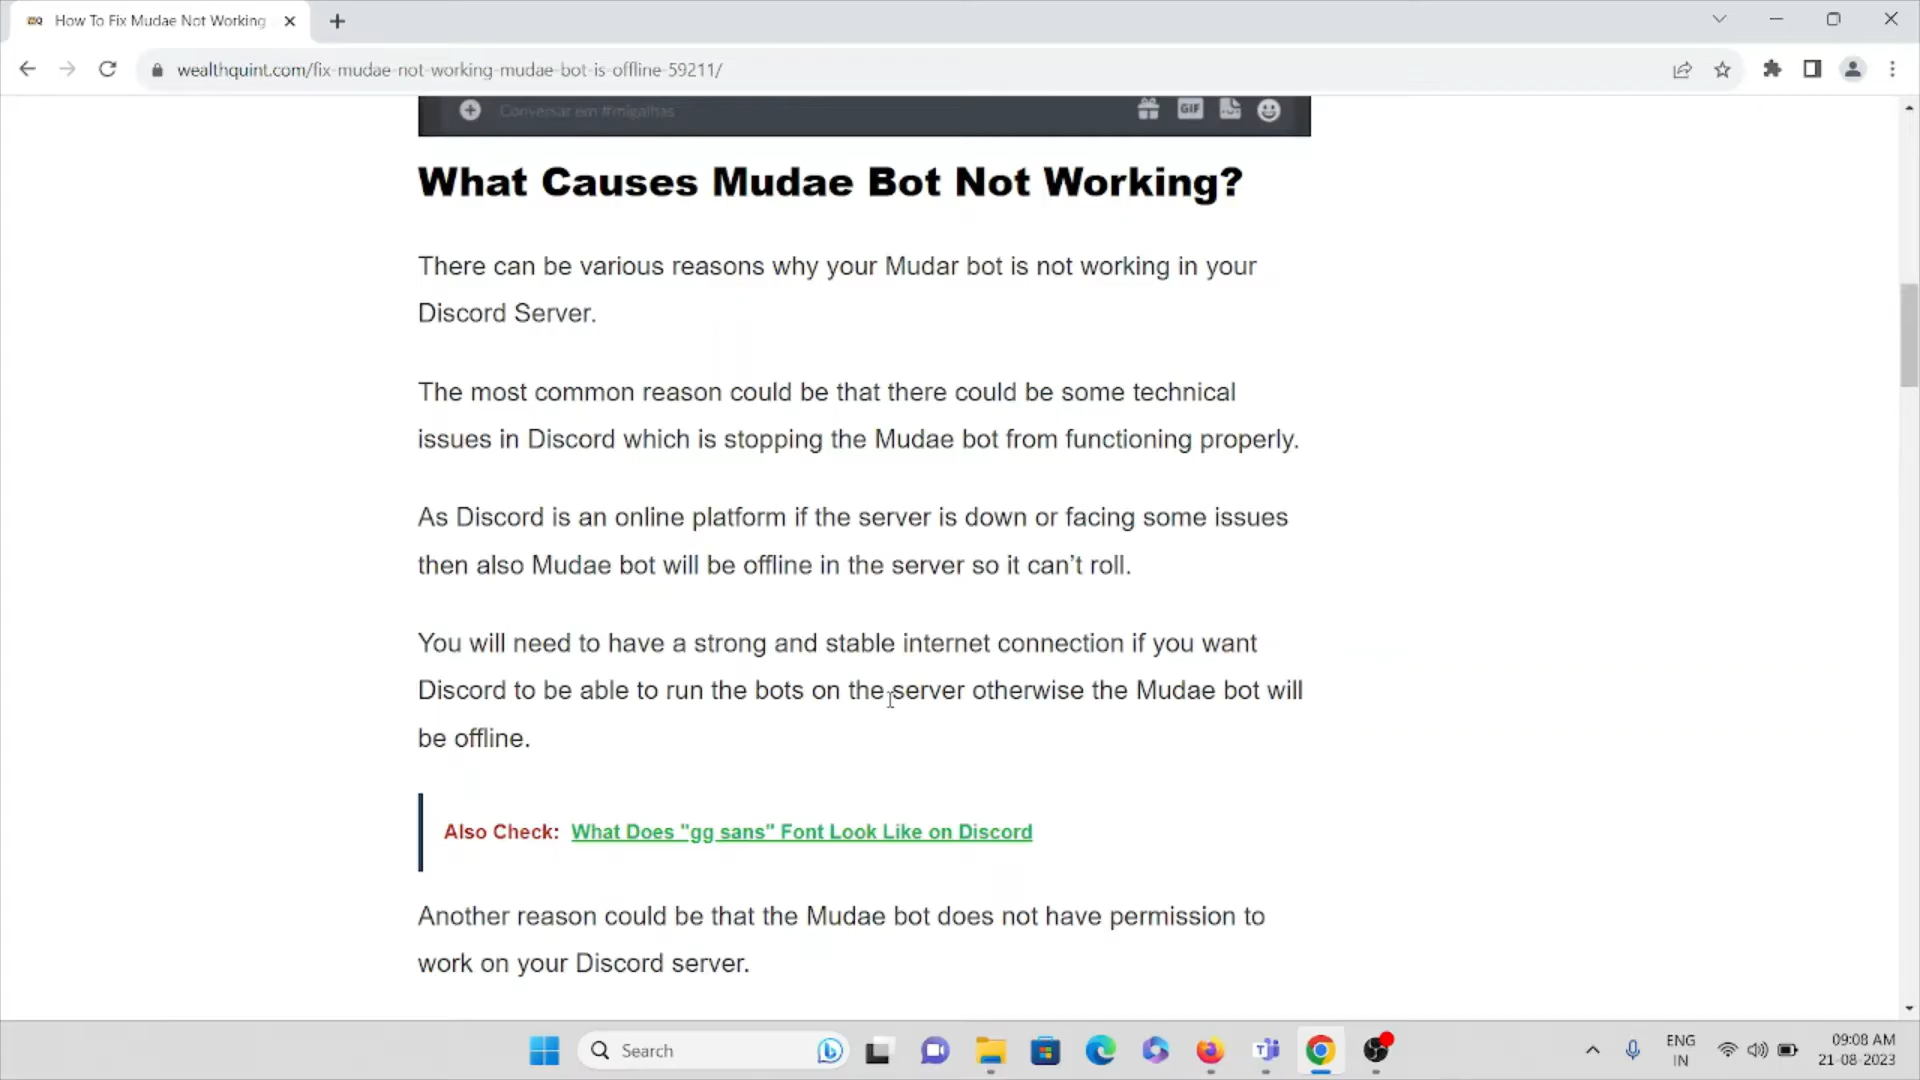 How To Fix Mudae Not Working
wealthquint.com/fix-mudae-not-working-mudae-bot-is-offline-59211/
Conversar em #migalhas
GIF
What Causes Mudae Bot Not Working?
There can be various reasons why your Mudar bot is not working in your
Discord Server.
The most common reason could be that there could be some technical
issues in Discord which is stopping the Mudae bot from functioning properly.
As Discord is an online platform if the server is down or facing some issues
then also Mudae bot will be offline in the server so it can’t roll.
You will need to have a strong and stable internet connection if you want
Discord to be able to run the bots on the server otherwise the Mudae bot will
be offline.
Also Check: What Does "gg sans" Font Look Like on Discord
Another reason could be that the Mudae bot does not have permission to
work on your Discord server.
Search
ENG
IN
09:08 AM
21-08-2023